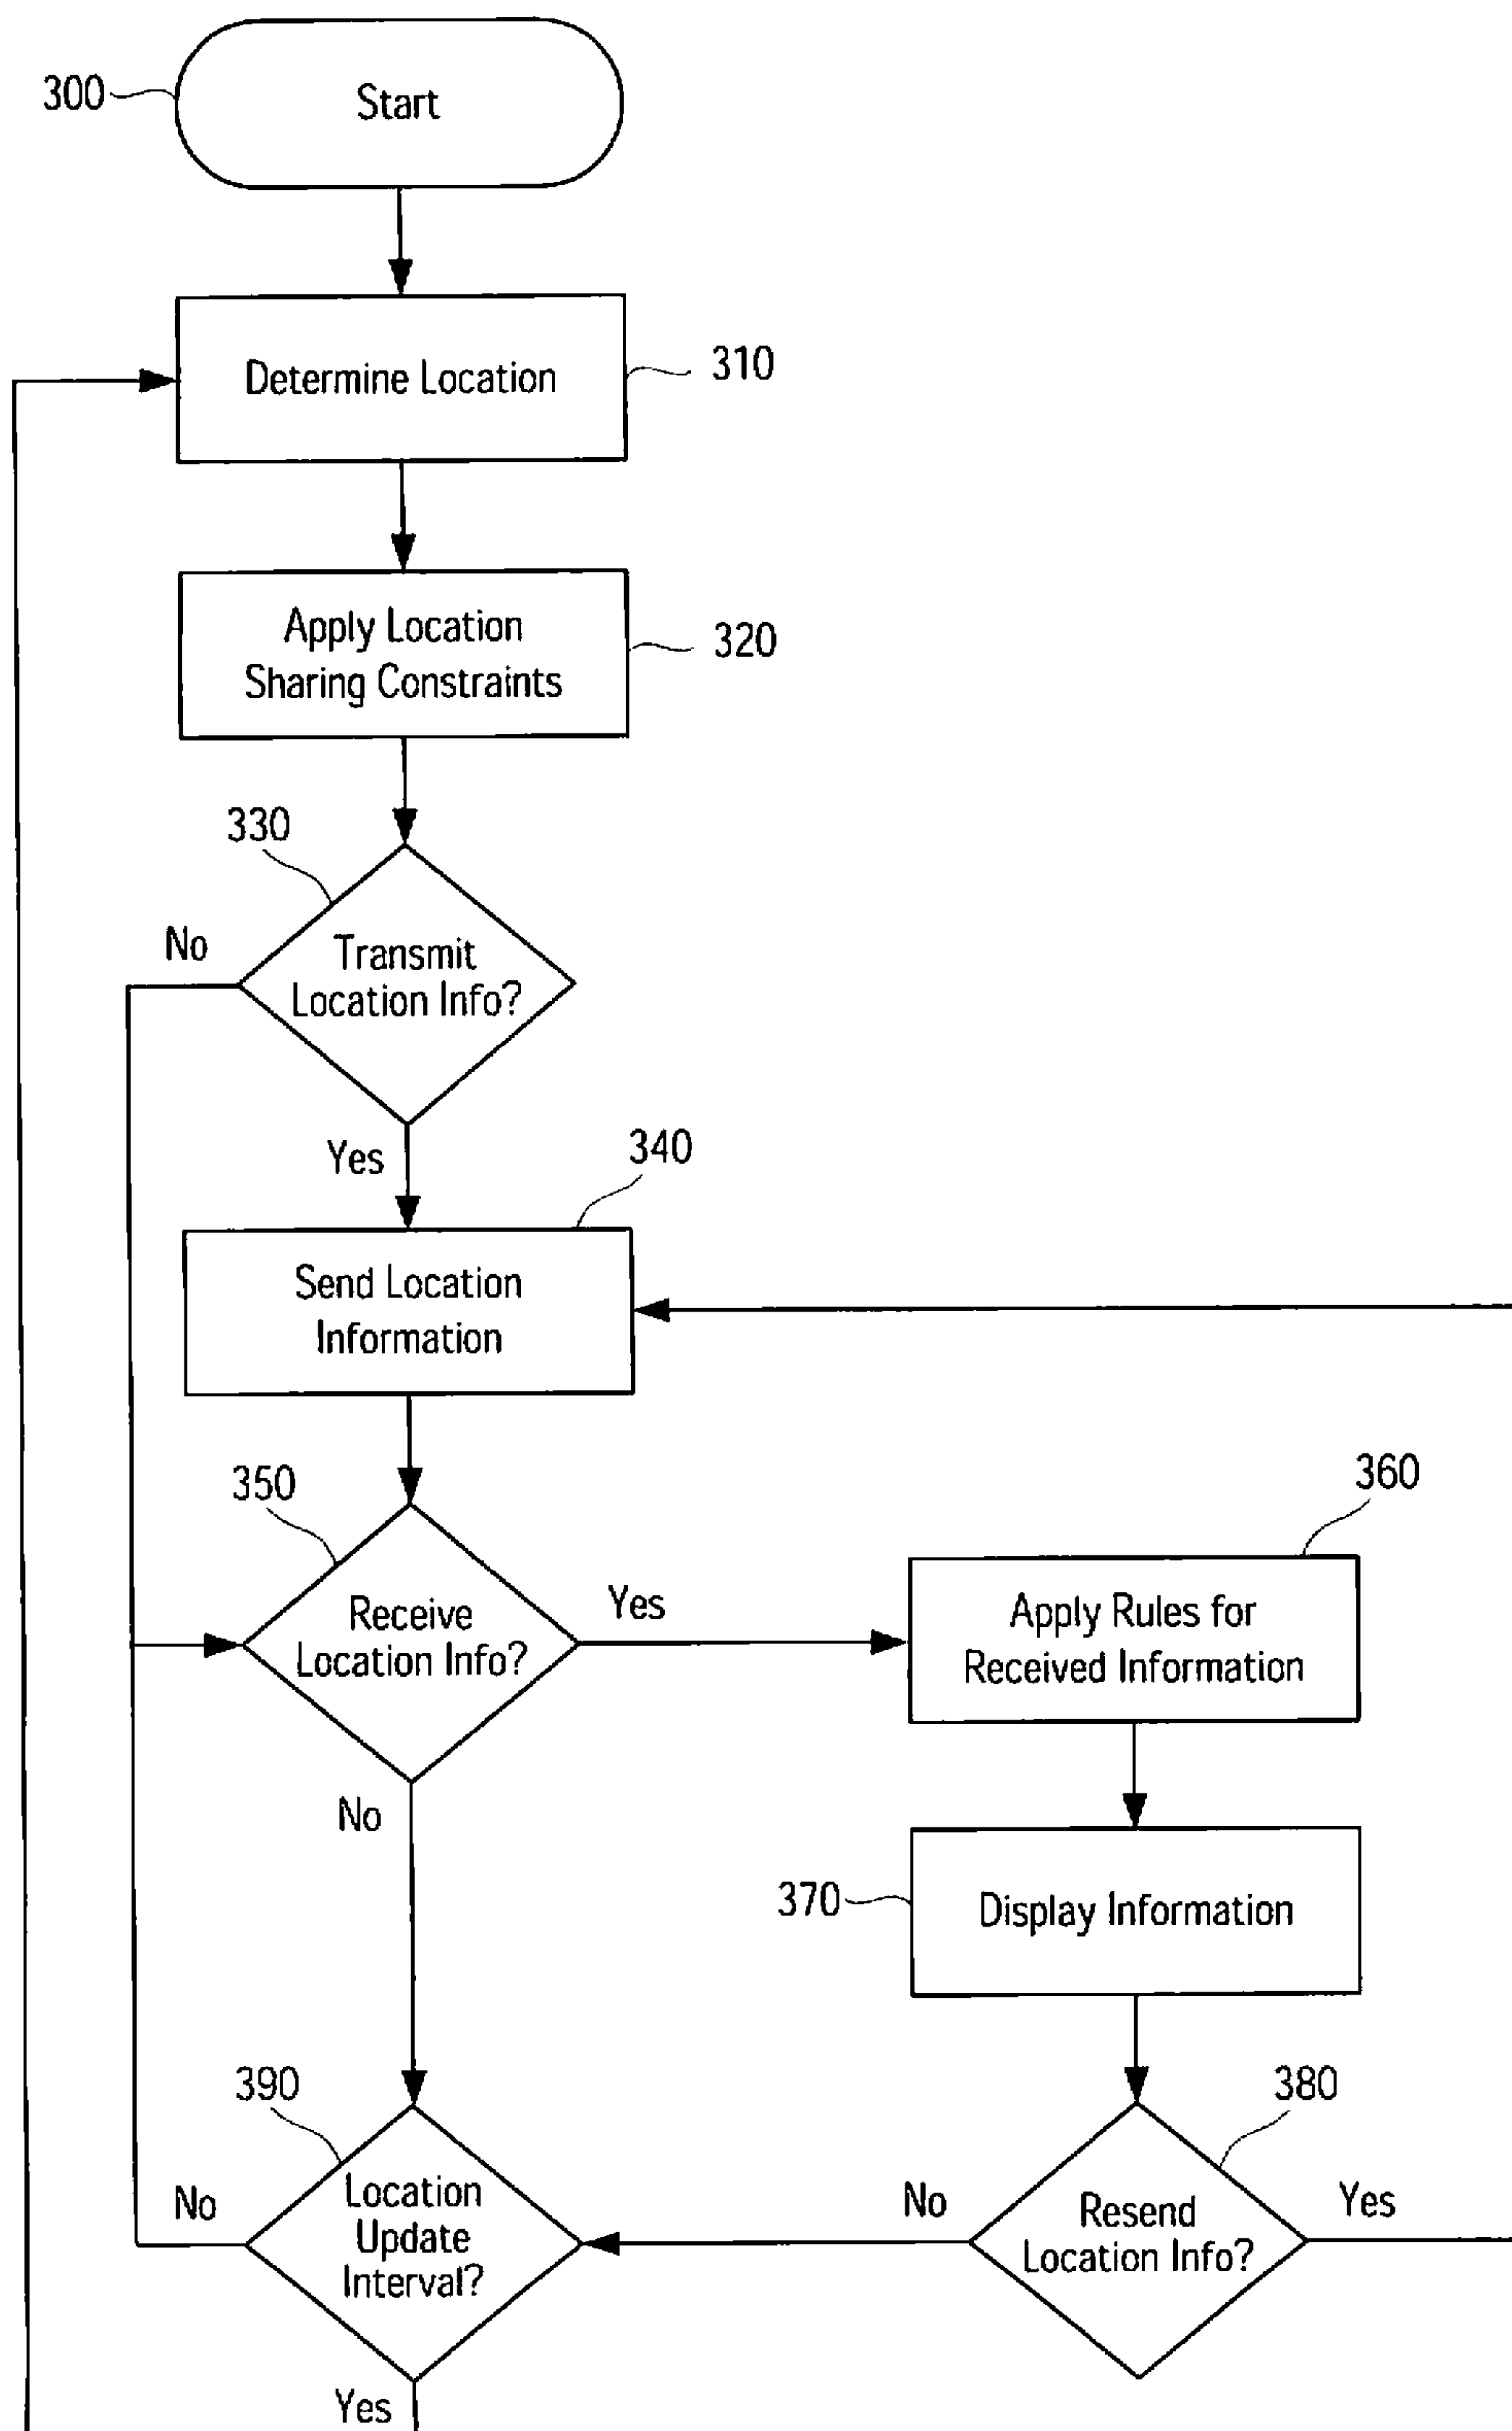 300
Start
Determine Location
310
Apply Location
Sharing Constraints
320
330
No
Transmit
Location Info?
Yes
340
Send Location
Information
350
Receive
Location Info?
Yes
360
Apply Rules for
Received Information
No
370
Display Information
390
No
Location
Update
Interval?
380
No
Resend
Location Info?
Yes
Yes